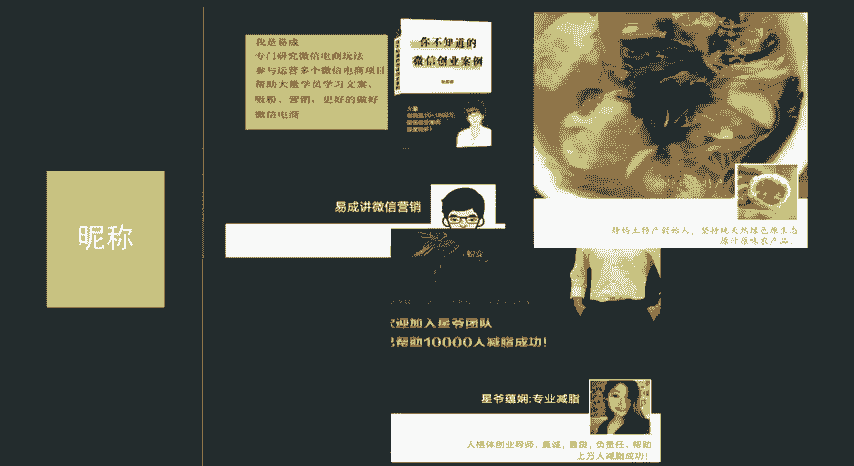 昵称
我是易成
专门研究微信电商玩法
参与运营多个微信电商项目
帮助大熊学员学习文案、
吸粉、营销,更好的做好
微信电商
你不知道的
微信创业案例
易成讲微信营销
迎加入星爷团队
帮助10000人减脂成功!
星爷蕴娴:专业减脂
人格体创业导师,真诚,勤奋,负责任,帮助
上万人减脂成功!
土特产创始人,坚持纯天然绿色原生态
原汁原味农产品。